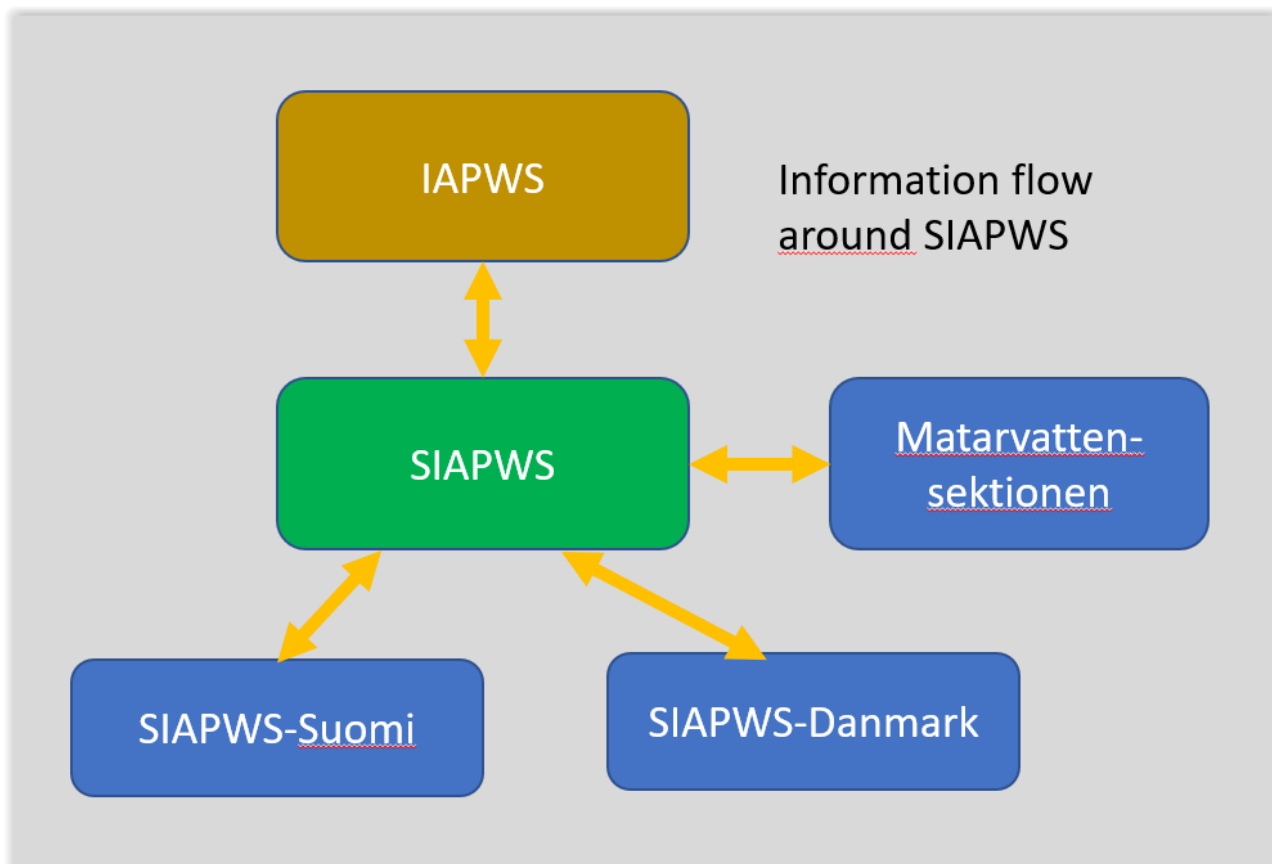 IAPWS
Information flow
around SIAPWS
SIAPWS
Matarvatten-
sektionen
SIAPWS-Suomi
SIAPWS-Danmark